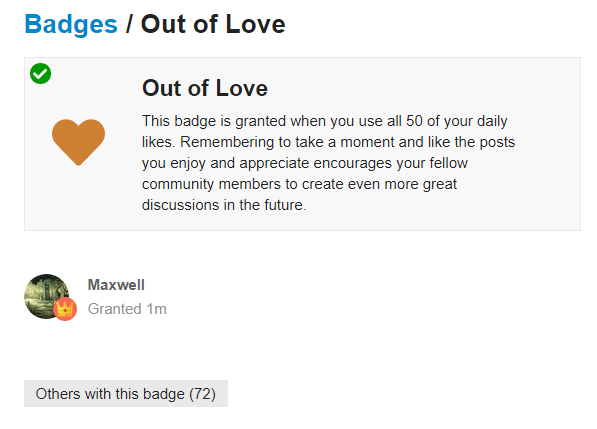 Badges / Out of Love
Out of Love
This badge is granted when you use all 50 of your daily
likes. Remembering to take a moment and like the posts
you enjoy and appreciate encourages your fellow
community members to create even more great
discussions in the future.
Maxwell
Granted 1m
Others with this badge (72)